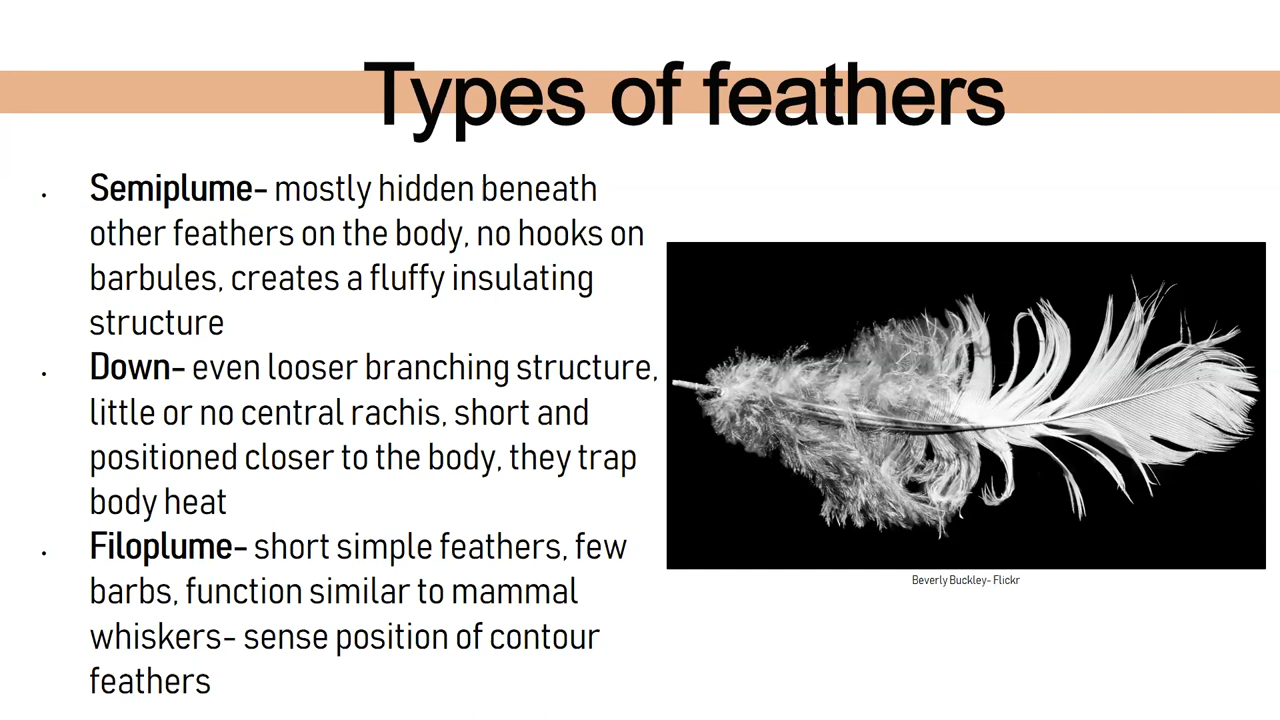 Types of feathers
Semiplume- mostly hidden beneath
other feathers on the body, no hooks on
barbules, creates a fluffy insulating
structure
Down- even looser branching structure,
little or no central rachis, short and
positioned closer to the body, they trap
body heat
Filoplume- short simple feathers, few
barbs, function similar to mammal
whiskers- sense position of contour
feathers
Beverly Buckley- Flickr